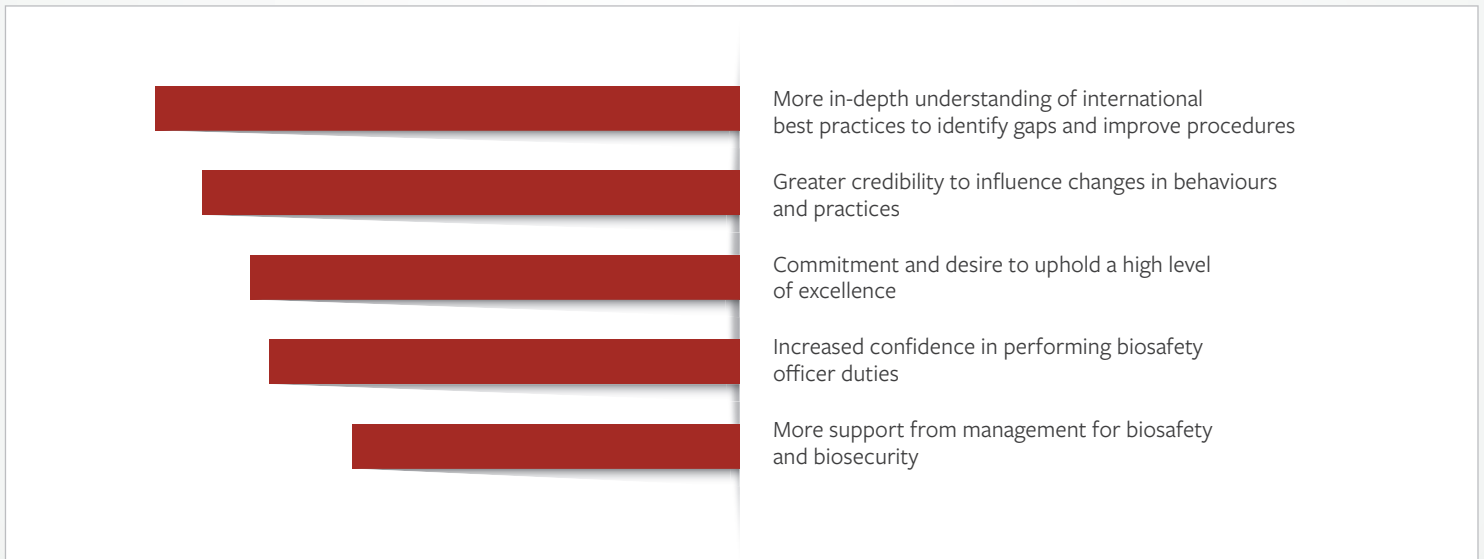 More in-depth understanding of international
best practices to identify gaps and improve procedures
Greater credibility to influence changes in behaviours
and practices
Commitment and desire to uphold a high level
of excellence
Increased confidence in performing biosafety
officer duties
More support from management for biosafety
and biosecurity